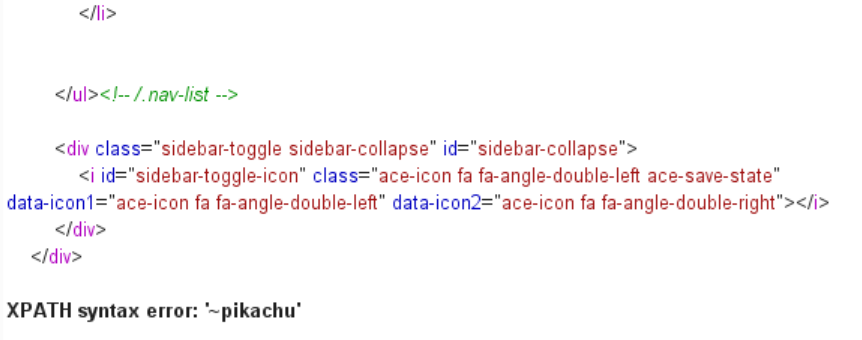 </li>
</ul><!-- /.nav-list -->
<div class="sidebar-toggle sidebar-collapse" id="sidebar-collapse">
<i id="sidebar-toggle-icon" class="ace-icon fa fa-angle-double-left ace-save-state"
data-icon1="ace-icon fa fa-angle-double-left" data-icon2="ace-icon fa fa-angle-double-right"></i>
</div>
</div>
XPATH syntax error: '~pikachu'